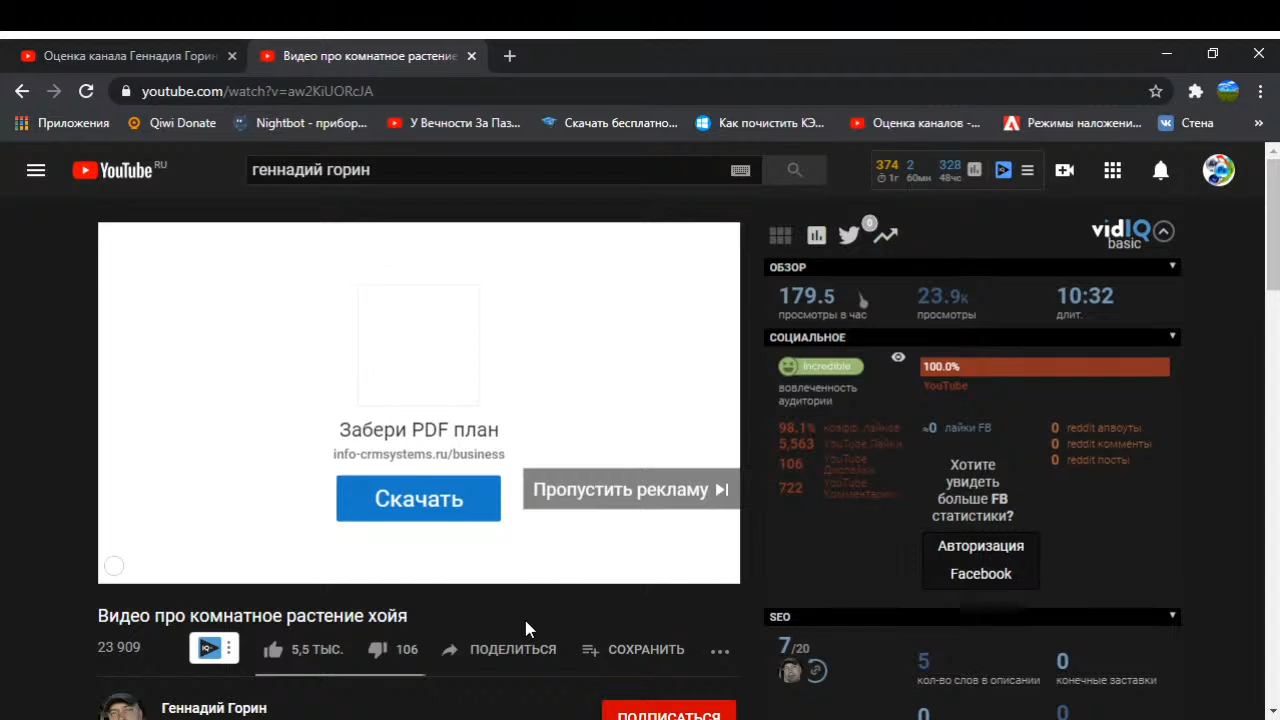 Оценка канала Геннадия Горин
Видео про комнатное растение
youtube.com/watch?v=aw2KiUORcJA
Приложения
Qiwi Donate
Nightbot - прибор...
У Вечности За Паз...
Скачать бесплатно...
Как почистить КЭ...
Оценка каналов -...
Режимы наложени...
Стена
»
YouTube RU
геннадий горин
374 2 328
1г 60мн 48чс
0
vidIQ
basic
ОБЗОР
179.5 23.9k 10:32
просмотры в час просмотры длит.
СОЦИАЛЬНОЕ
Incredible
вовлеченность
аудитории
100.0%
YouTube
98.1% коэфф. лайков
5,563 YouTube Лайки
106 YouTube Дизлайки
722 YouTube Комментарии
≈0 лайки FB
0 reddit апвоуты
0 reddit комменты
0 reddit посты
Хотите
увидеть
больше FB
статистики?
Авторизация
Facebook
SEO
7/20
5
кол-во слов в описании
0
конечные заставки
0
Забери PDF план
info-crmsystems.ru/business
Скачать
Пропустить рекламу
Видео про комнатное растение хойя
23 909
5,5 ТЫС.
106
ПОДЕЛИТЬСЯ
СОХРАНИТЬ
Геннадий Горин
ПОДПИСАТЬСЯ